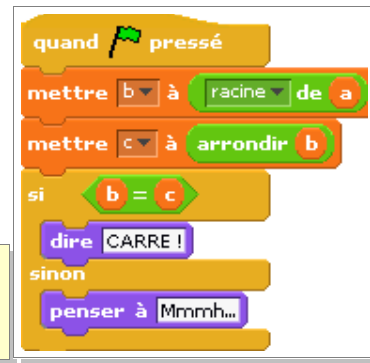 quand pressé
mettre b à racine de a
mettre c à arrondir b
si b = c
dire CARRE !
sinon
penser à Mmmh...